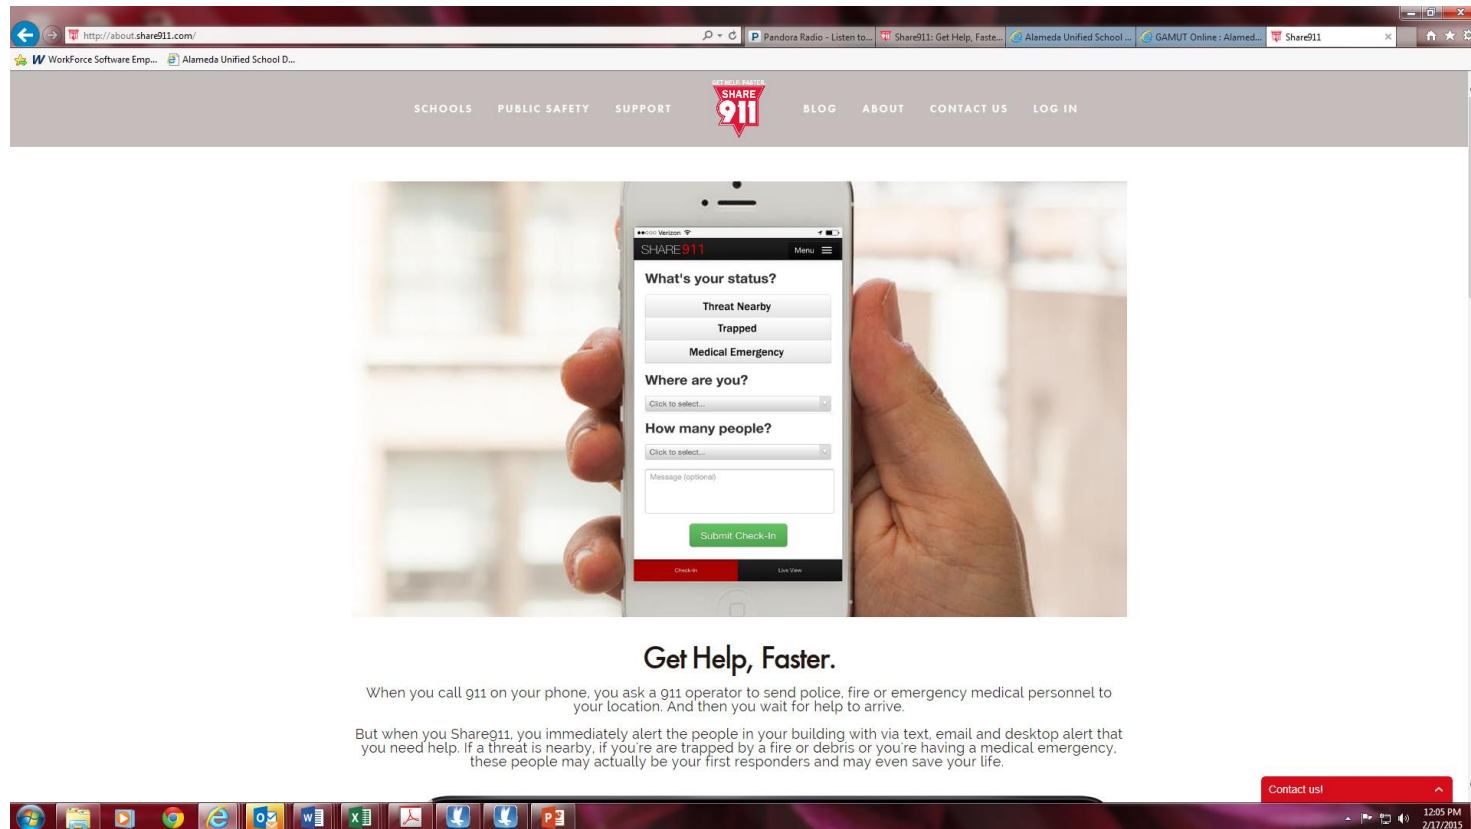 http://about.share911.com/
Pandora Radio - Listen to...
Share911: Get Help, Faste...
Alameda Unified School ...
GAMUT Online : Alamed...
Share911
WorkForce Software Emp...
Alameda Unified School D...
SCHOOLS PUBLIC SAFETY SUPPORT
GET HELP. FASTER.
SHARE
911
BLOG ABOUT CONTACT US LOG IN
Verizon
SHARE911 Menu
What's your status?
Threat Nearby
Trapped
Medical Emergency
Where are you?
Click to select...
How many people?
Click to select...
Message (optional)
Submit Check-In
Check-In Live View
Get Help, Faster.
When you call 911 on your phone, you ask a 911 operator to send police, fire or emergency medical personnel to
your location. And then you wait for help to arrive.
But when you Share911, you immediately alert the people in your building with via text, email and desktop alert that
you need help. If a threat is nearby, if you're are trapped by a fire or debris or you're having a medical emergency,
these people may actually be your first responders and may even save your life.
Contact us!
12:05 PM
2/17/2015